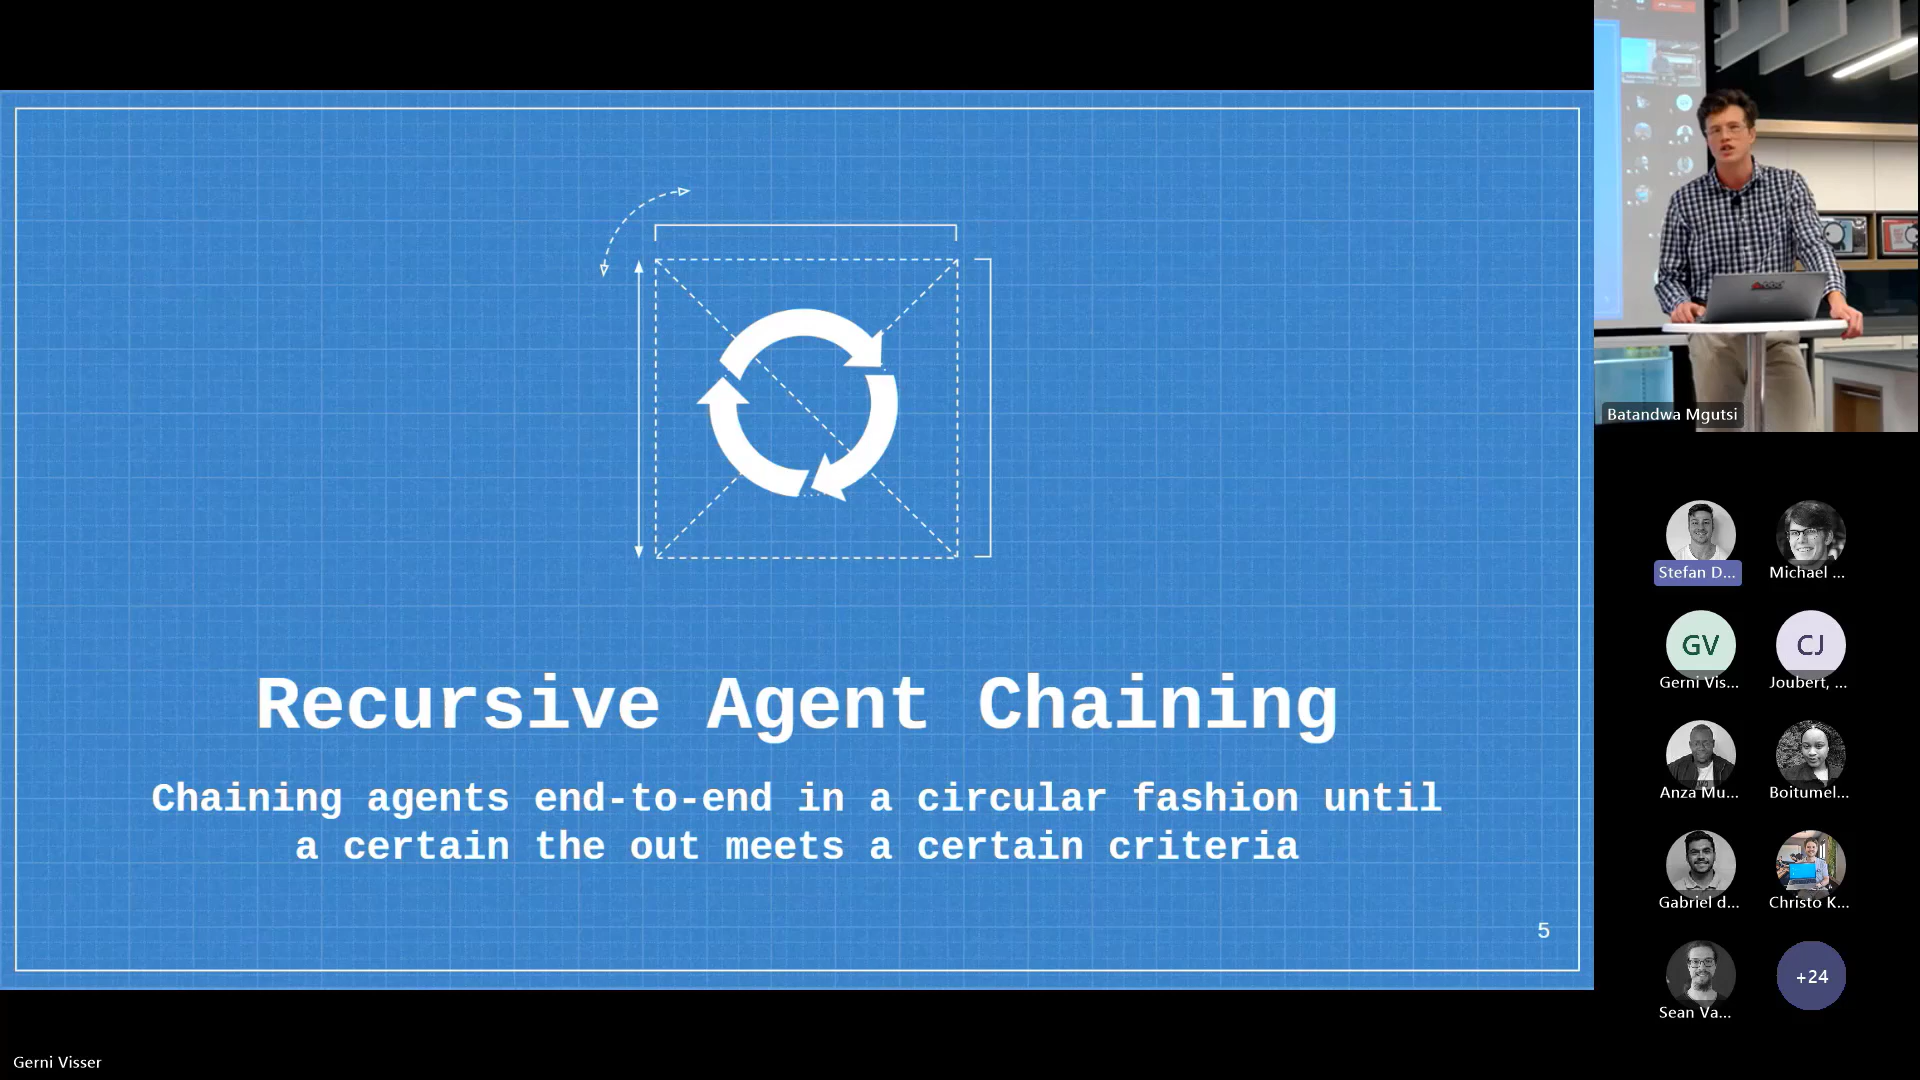 Recursive Agent Chaining
Chaining agents end-to-end in a circular fashion until
a certain the out meets a certain criteria
5
Batandwa Mgutsi
Stefan D...
Michael ...
GV
CJ
Gerni Vis...
Joubert, ...
Anza Mu...
Boitumel...
Gabriel d...
Christo K...
Sean Va...
+24
Gerni Visser